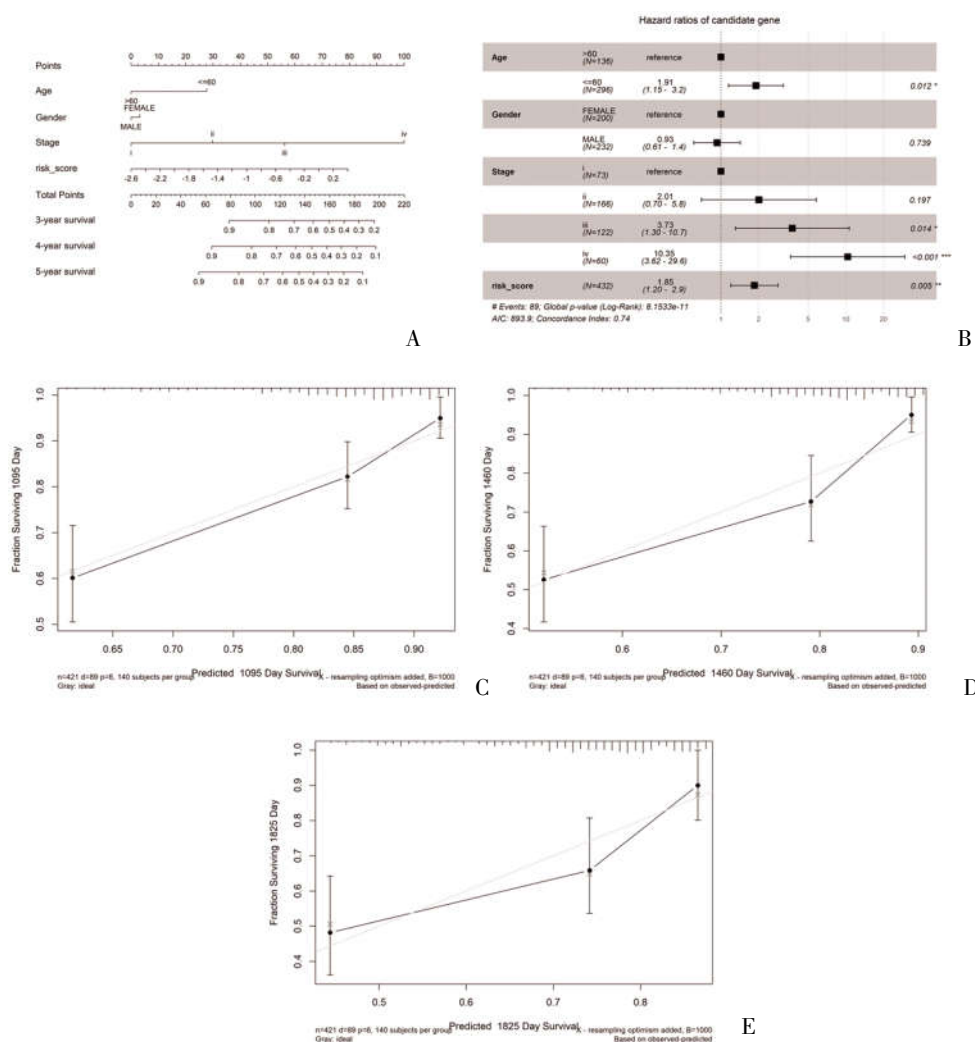 Points
0 10 20 30 40 50 60 70 80 90 100
<=60
Age
>60
FEMALE
Gender
MALE
ii iv
Stage
i iii
risk_score
-2.6 -1.8 -1.4 -1 -0.6 -0.2 0.2
Total Points
0 20 40 60 80 100 120 140 160 180 200 220
3-year survival
0.9 0.8 0.7 0.6 0.5 0.4 0.3 0.2
4-year survival
0.9 0.8 0.7 0.6 0.5 0.4 0.3 0.2 0.1
5-year survival
0.9 0.8 0.7 0.6 0.5 0.4 0.3 0.2 0.1
A
Hazard ratios of candidate gene
Age >60 (N=136) reference
<=60 (N=296) 1.91 (1.15 - 3.2) 0.012 *
Gender FEMALE (N=200) reference
MALE (N=232) 0.93 (0.61 - 1.4) 0.739
Stage i (N=73) reference
ii (N=166) 2.01 (0.70 - 5.8) 0.197
iii (N=122) 3.73 (1.30 - 10.7) 0.014 *
iv (N=60) 10.35 (3.62 - 29.6) <0.001 ***
risk_score (N=432) 1.85 (1.20 - 2.9) 0.005 **
# Events: 89; Global p-value (Log-Rank): 8.1533e-11
AIC: 893.9; Concordance Index: 0.74
1 2 5 10 20
B
Fraction Surviving 1095 Day
0.5 0.6 0.7 0.8 0.9 1.0
0.65 0.70 0.75 0.80 0.85 0.90
Predicted 1095 Day Survival
n=421 d=89 p=6, 140 subjects per group
Gray: ideal
X - resampling optimism added, B=1000
Based on observed-predicted
C
Fraction Surviving 1460 Day
0.4 0.5 0.6 0.7 0.8 0.9 1.0
0.6 0.7 0.8 0.9
Predicted 1460 Day Survival
n=421 d=89 p=6, 140 subjects per group
Gray: ideal
X - resampling optimism added, B=1000
Based on observed-predicted
D
Fraction Surviving 1825 Day
0.4 0.5 0.6 0.7 0.8 0.9 1.0
0.5 0.6 0.7 0.8
Predicted 1825 Day Survival
n=421 d=89 p=6, 140 subjects per group
Gray: ideal
X - resampling optimism added, B=1000
Based on observed-predicted
E